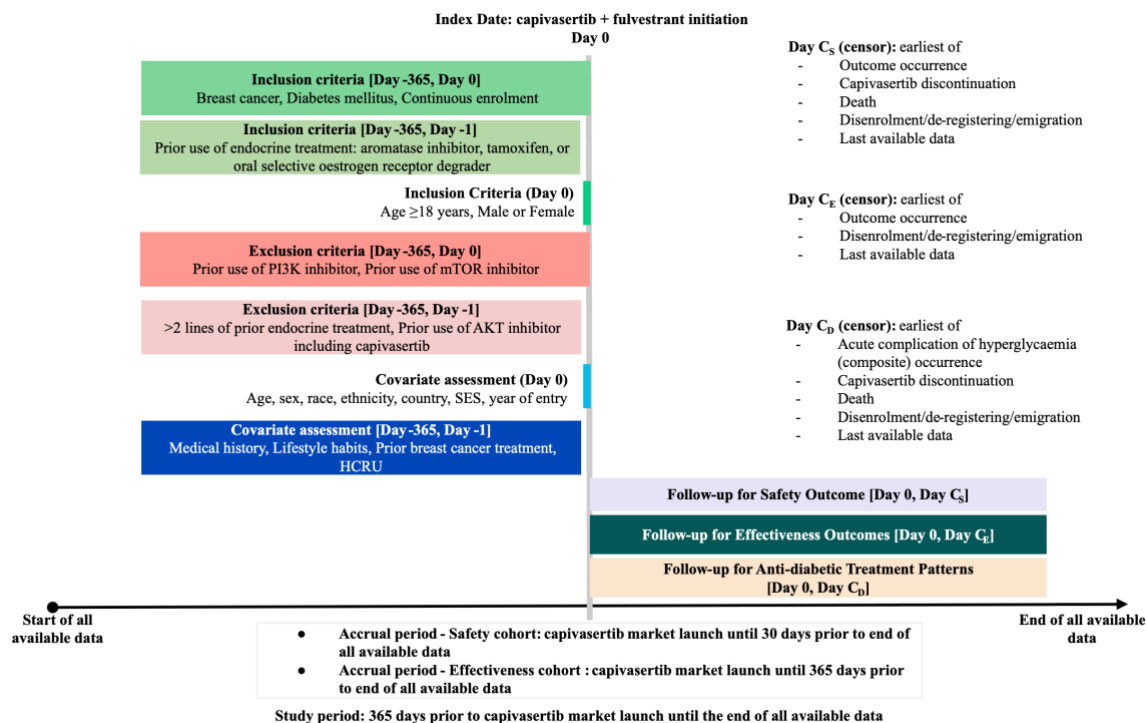 Index Date: capivasertib + fulvestrant initiation
Day 0
Inclusion criteria [Day -365, Day 0]
Breast cancer, Diabetes mellitus, Continuous enrolment
Inclusion criteria [Day -365, Day -1]
Prior use of endocrine treatment: aromatase inhibitor, tamoxifen, or
oral selective oestrogen receptor degrader
Inclusion Criteria (Day 0)
Age ≥18 years, Male or Female
Exclusion criteria [Day -365, Day 0]
Prior use of PI3K inhibitor, Prior use of mTOR inhibitor
Exclusion criteria [Day -365, Day -1]
>2 lines of prior endocrine treatment, Prior use of AKT inhibitor
including capivasertib
Covariate assessment (Day 0)
Age, sex, race, ethnicity, country, SES, year of entry
Covariate assessment [Day -365, Day -1]
Medical history, Lifestyle habits, Prior breast cancer treatment,
HCRU
Day CS (censor): earliest of
- Outcome occurrence
- Capivasertib discontinuation
- Death
- Disenrolment/de-registering/emigration
- Last available data
Day CE (censor): earliest of
- Outcome occurrence
- Disenrolment/de-registering/emigration
- Last available data
Day CD (censor): earliest of
- Acute complication of hyperglycaemia
(composite) occurrence
- Capivasertib discontinuation
- Death
- Disenrolment/de-registering/emigration
- Last available data
Follow-up for Safety Outcome [Day 0, Day CS]
Follow-up for Effectiveness Outcomes [Day 0, Day CE]
Follow-up for Anti-diabetic Treatment Patterns
[Day 0, Day CD]
Start of all
available data
End of all available
data
● Accrual period - Safety cohort: capivasertib market launch until 30 days prior to end of
all available data
● Accrual period - Effectiveness cohort : capivasertib market launch until 365 days prior
to end of all available data
Study period: 365 days prior to capivasertib market launch until the end of all available data